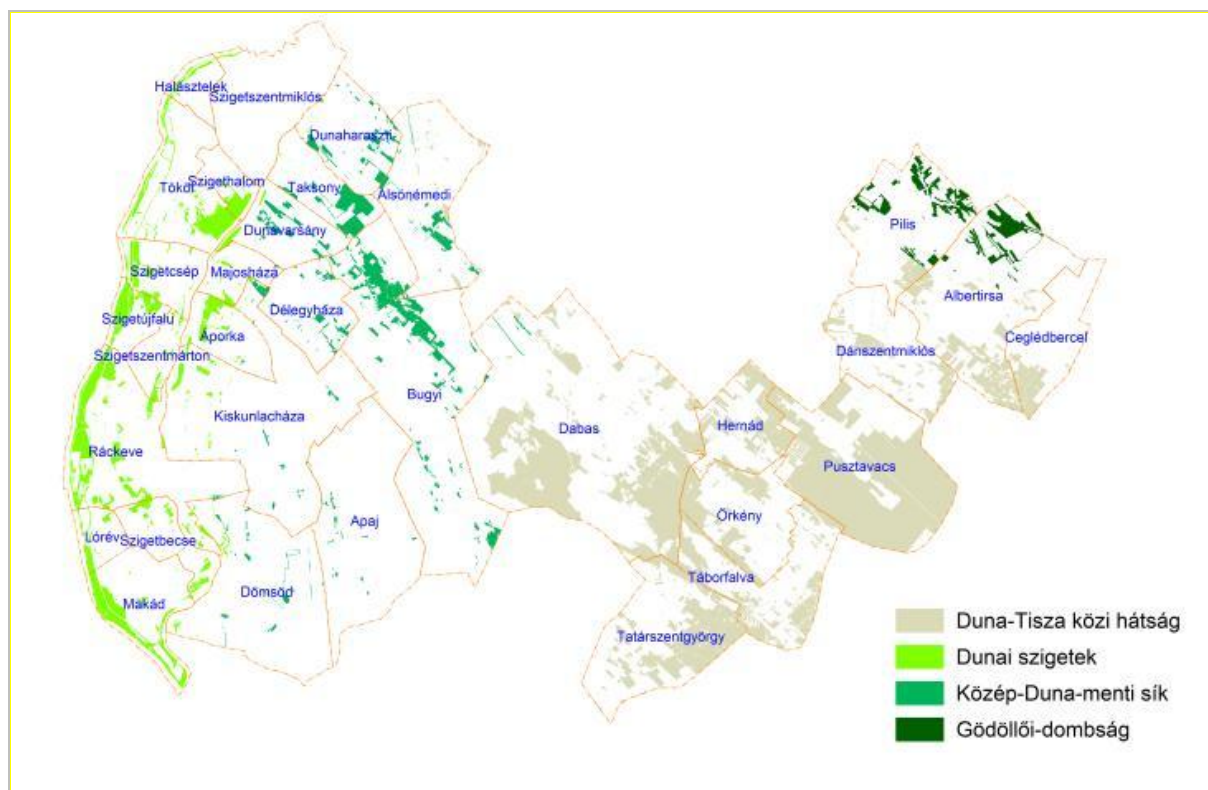 Halásztelek
Szigetszentmiklós
Dunaharaszti
Tököl
Szigethalom
Taksony
Alsónémedi
Dunavarsány
Szigetcsép
Majosháza
Délegyháza
Szigetújfalu
Áporka
Szigetszentmárton
Kiskunlacháza
Bugyi
Ráckeve
Lórév
Szigetbecse
Apaj
Makád
Dömsöd
Pilis
Albertirsa
Dánszentmiklós
Ceglédbercel
Dabas
Hernád
Pusztavacs
Örkény
Táborfalva
Tatárszentgyörgy
Duna-Tisza közi hátság
Dunai szigetek
Közép-Duna-menti sík
Gödöllői-dombság